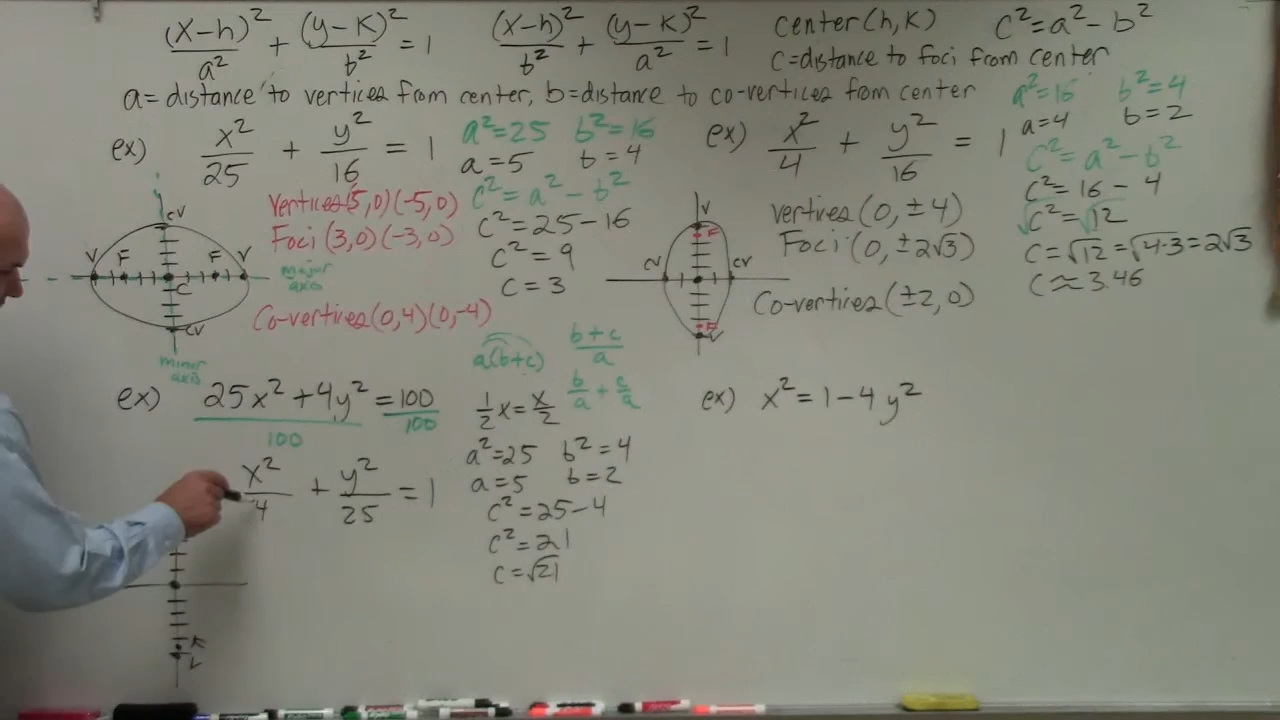 (x-h)²/a² + (y-k)²/b² = 1
(x-h)²/b² + (y-k)²/a² = 1
center (h, k)
c² = a² - b²
c = distance to foci from center
a = distance to vertices from center, b = distance to co-vertices from center
ex) x²/25 + y²/16 = 1
a² = 25 b² = 16
a = 5 b = 4
c² = a² - b²
c² = 25 - 16
c² = 9
c = 3
Vertices (5, 0) (-5, 0)
Foci (3, 0) (-3, 0)
Co-vertices (0, 4) (0, -4)
CV
V F F V
C
CV
major axis
minor axis
ex) x²/4 + y²/16 = 1
a² = 16 b² = 4
a = 4 b = 2
c² = a² - b²
c² = 16 - 4
√c² = √12
c = √12 = √4·3 = 2√3
c ≈ 3.46
vertices (0, ±4)
Foci (0, ±2√3)
Co-vertices (±2, 0)
V
F
CV CV
F
V
ex) 25x² + 4y² = 100
100 100
x²/4 + y²/25 = 1
a(b+c)
b+c/a
b/a + c/a
½x = x/2
a² = 25 b² = 4
a = 5 b = 2
c² = 25 - 4
c² = 21
c = √21
F
V
ex) x² = 1 - 4y²